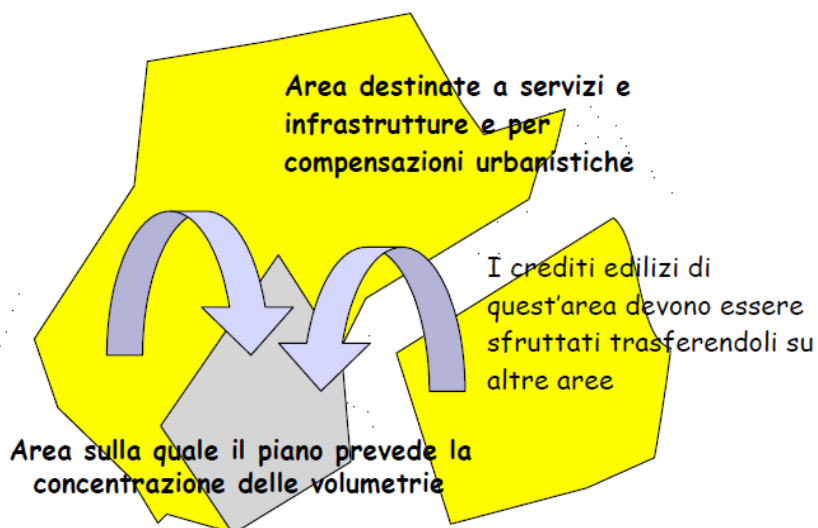 Area destinate a servizi e
infrastrutture e per
compensazioni urbanistiche
I crediti edilizi di
quest'area devono essere
sfruttati trasferendoli su
altre aree
Area sulla quale il piano prevede la
concentrazione delle volumetrie